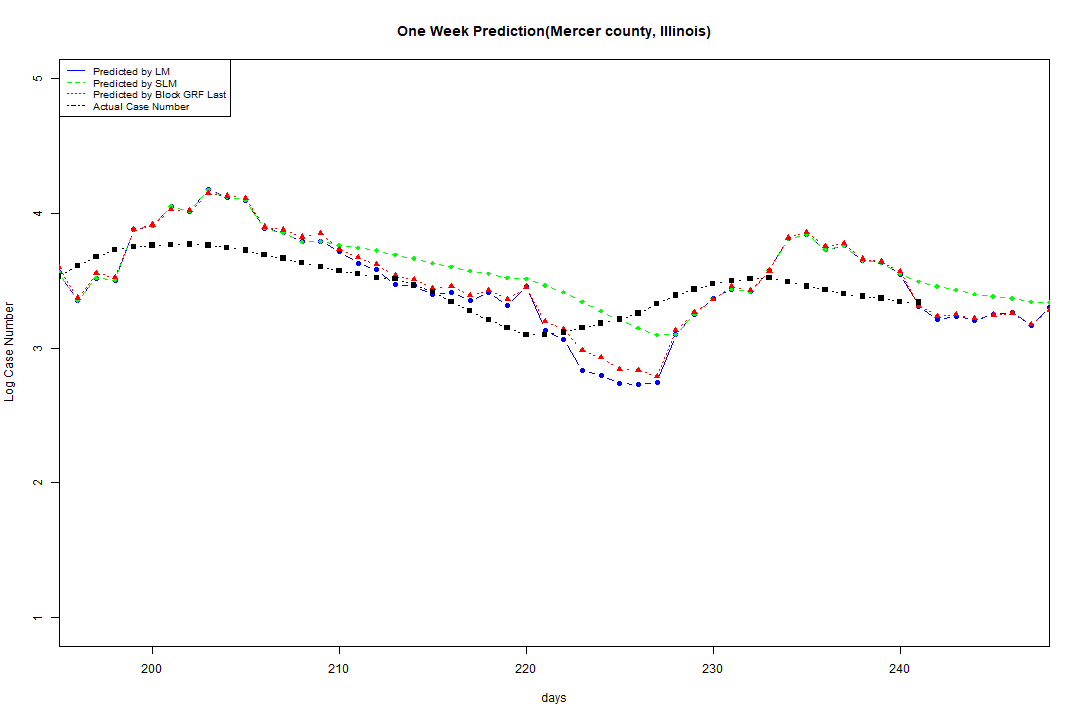 One Week Prediction(Mercer county, Illinois)
Predicted by LM
Predicted by SLM
Predicted by Block GRF Last
Actual Case Number
5
4
3
2
1
Log Case Number
200 210 220 230 240
days